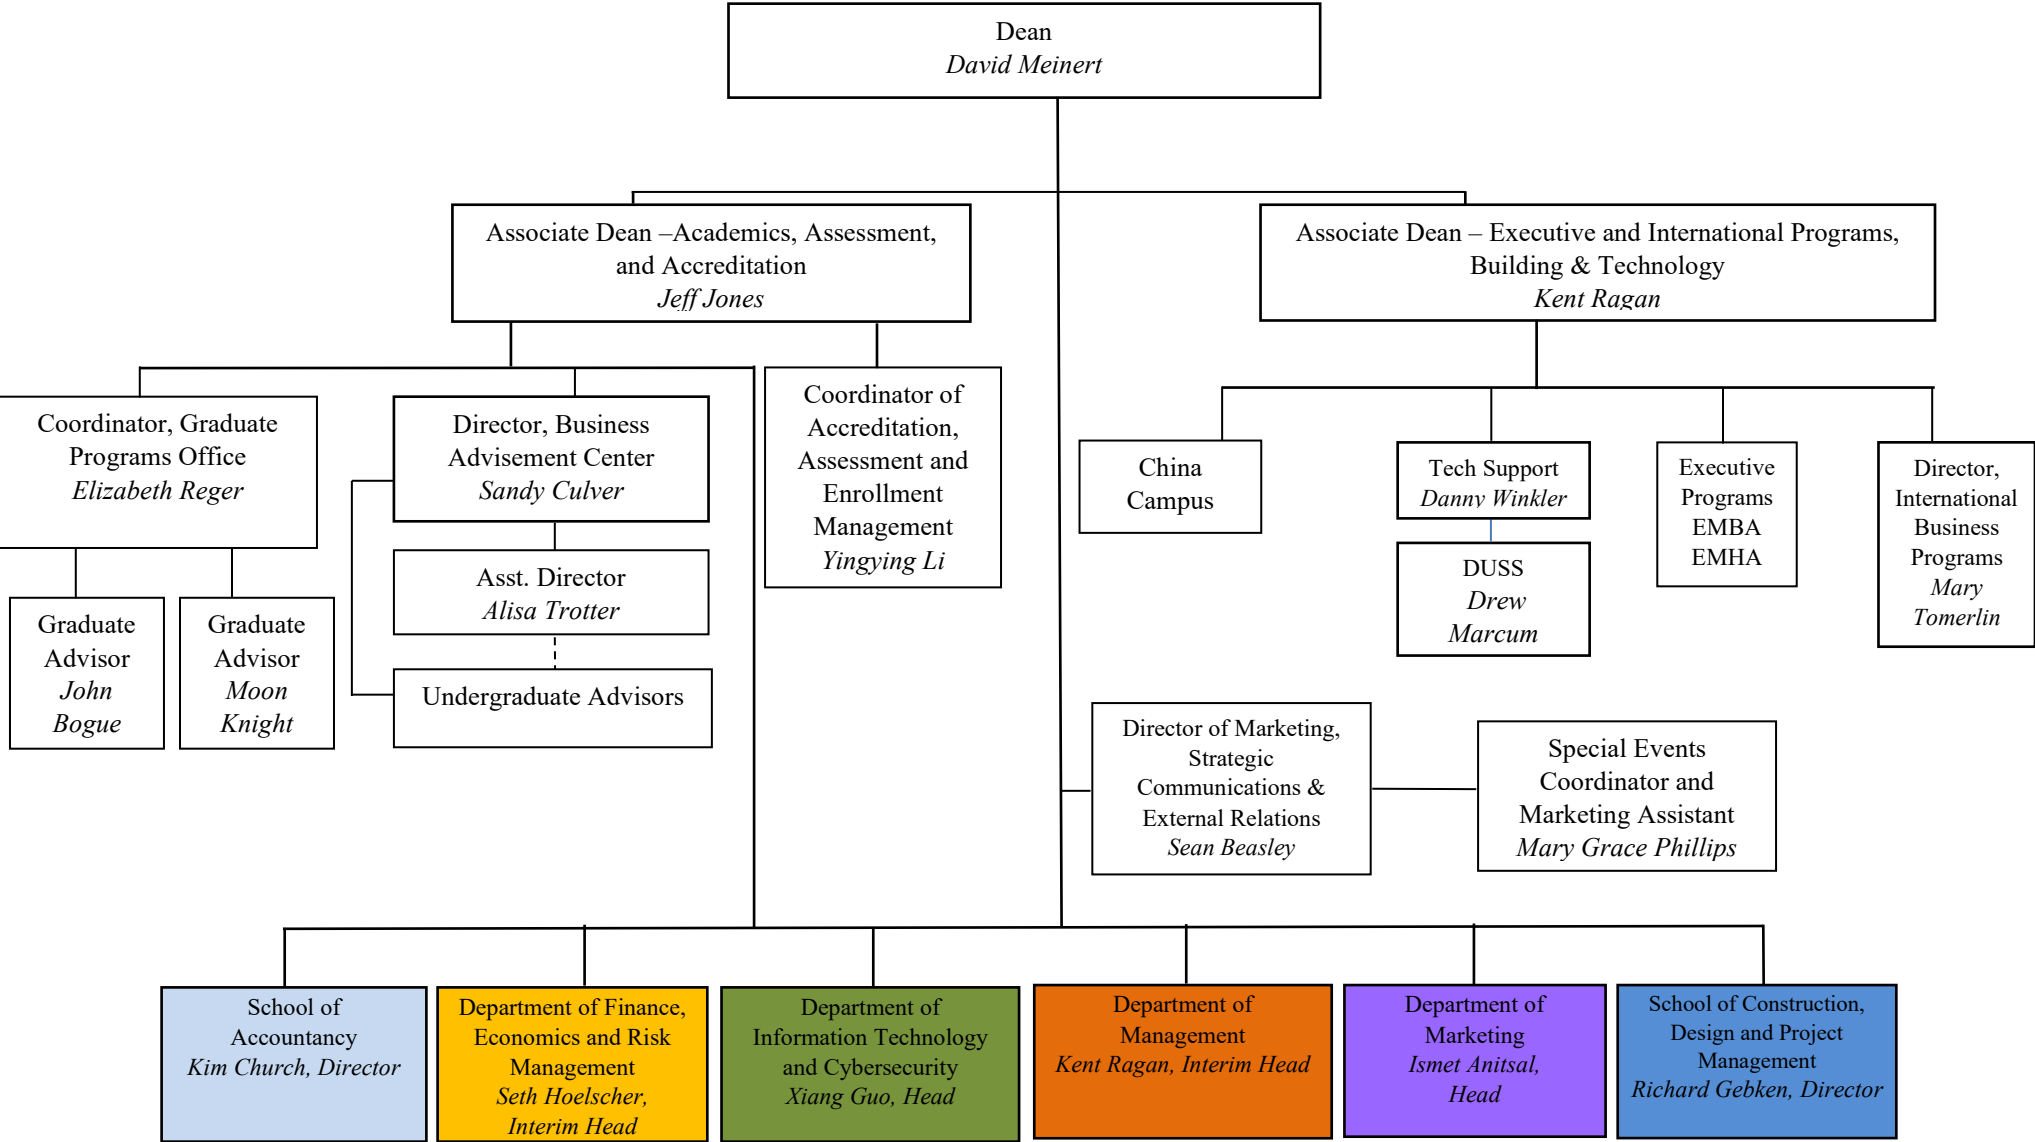 Dean
David Meinert
Associate Dean –Academics, Assessment,
and Accreditation
Jeff Jones
Associate Dean – Executive and International Programs,
Building & Technology
Kent Ragan
Coordinator, Graduate
Programs Office
Elizabeth Reger
Director, Business
Advisement Center
Sandy Culver
Coordinator of
Accreditation,
Assessment and
Enrollment
Management
Yingying Li
China
Campus
Tech Support
Danny Winkler
Executive
Programs
EMBA
EMHA
Director,
International
Business
Programs
Mary
Tomerlin
Asst. Director
Alisa Trotter
DUSS
Drew
Marcum
Graduate
Advisor
John
Bogue
Graduate
Advisor
Moon
Knight
Undergraduate Advisors
Director of Marketing,
Strategic
Communications &
External Relations
Sean Beasley
Special Events
Coordinator and
Marketing Assistant
Mary Grace Phillips
School of
Accountancy
Kim Church, Director
Department of Finance,
Economics and Risk
Management
Seth Hoelscher,
Interim Head
Department of
Information Technology
and Cybersecurity
Xiang Guo, Head
Department of
Management
Kent Ragan, Interim Head
Department of
Marketing
Ismet Anitsal,
Head
School of Construction,
Design and Project
Management
Richard Gebken, Director